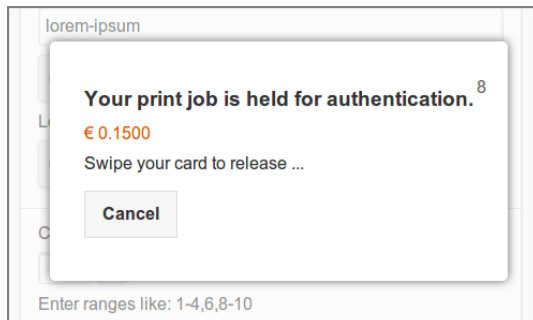 lorem-ipsum
Your print job is held for authentication. 8
€ 0.1500
Swipe your card to release ...
Cancel
Enter ranges like: 1-4,6,8-10